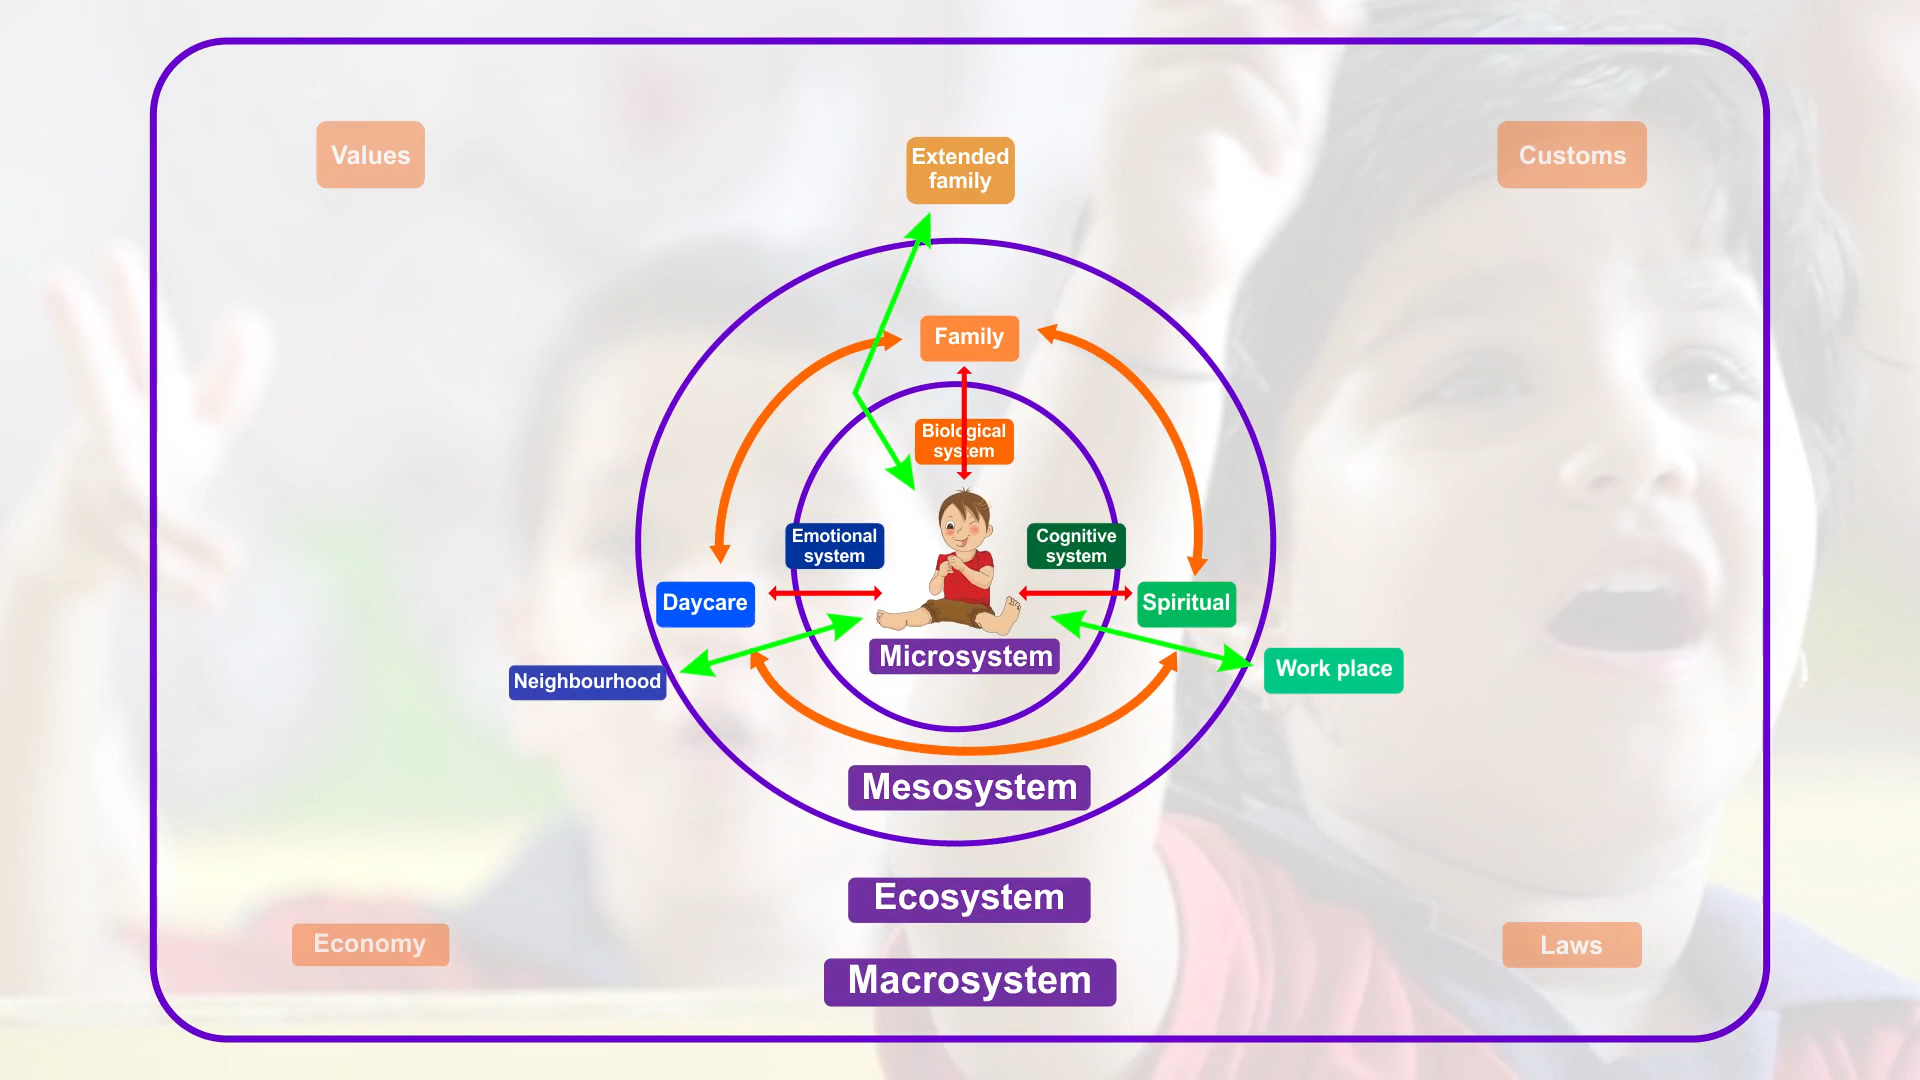 Values
Customs
Extended
family
Family
Biological
system
Emotional
system
Cognitive
system
Daycare
Spiritual
Microsystem
Neighbourhood
Work place
Mesosystem
Ecosystem
Economy
Laws
Macrosystem